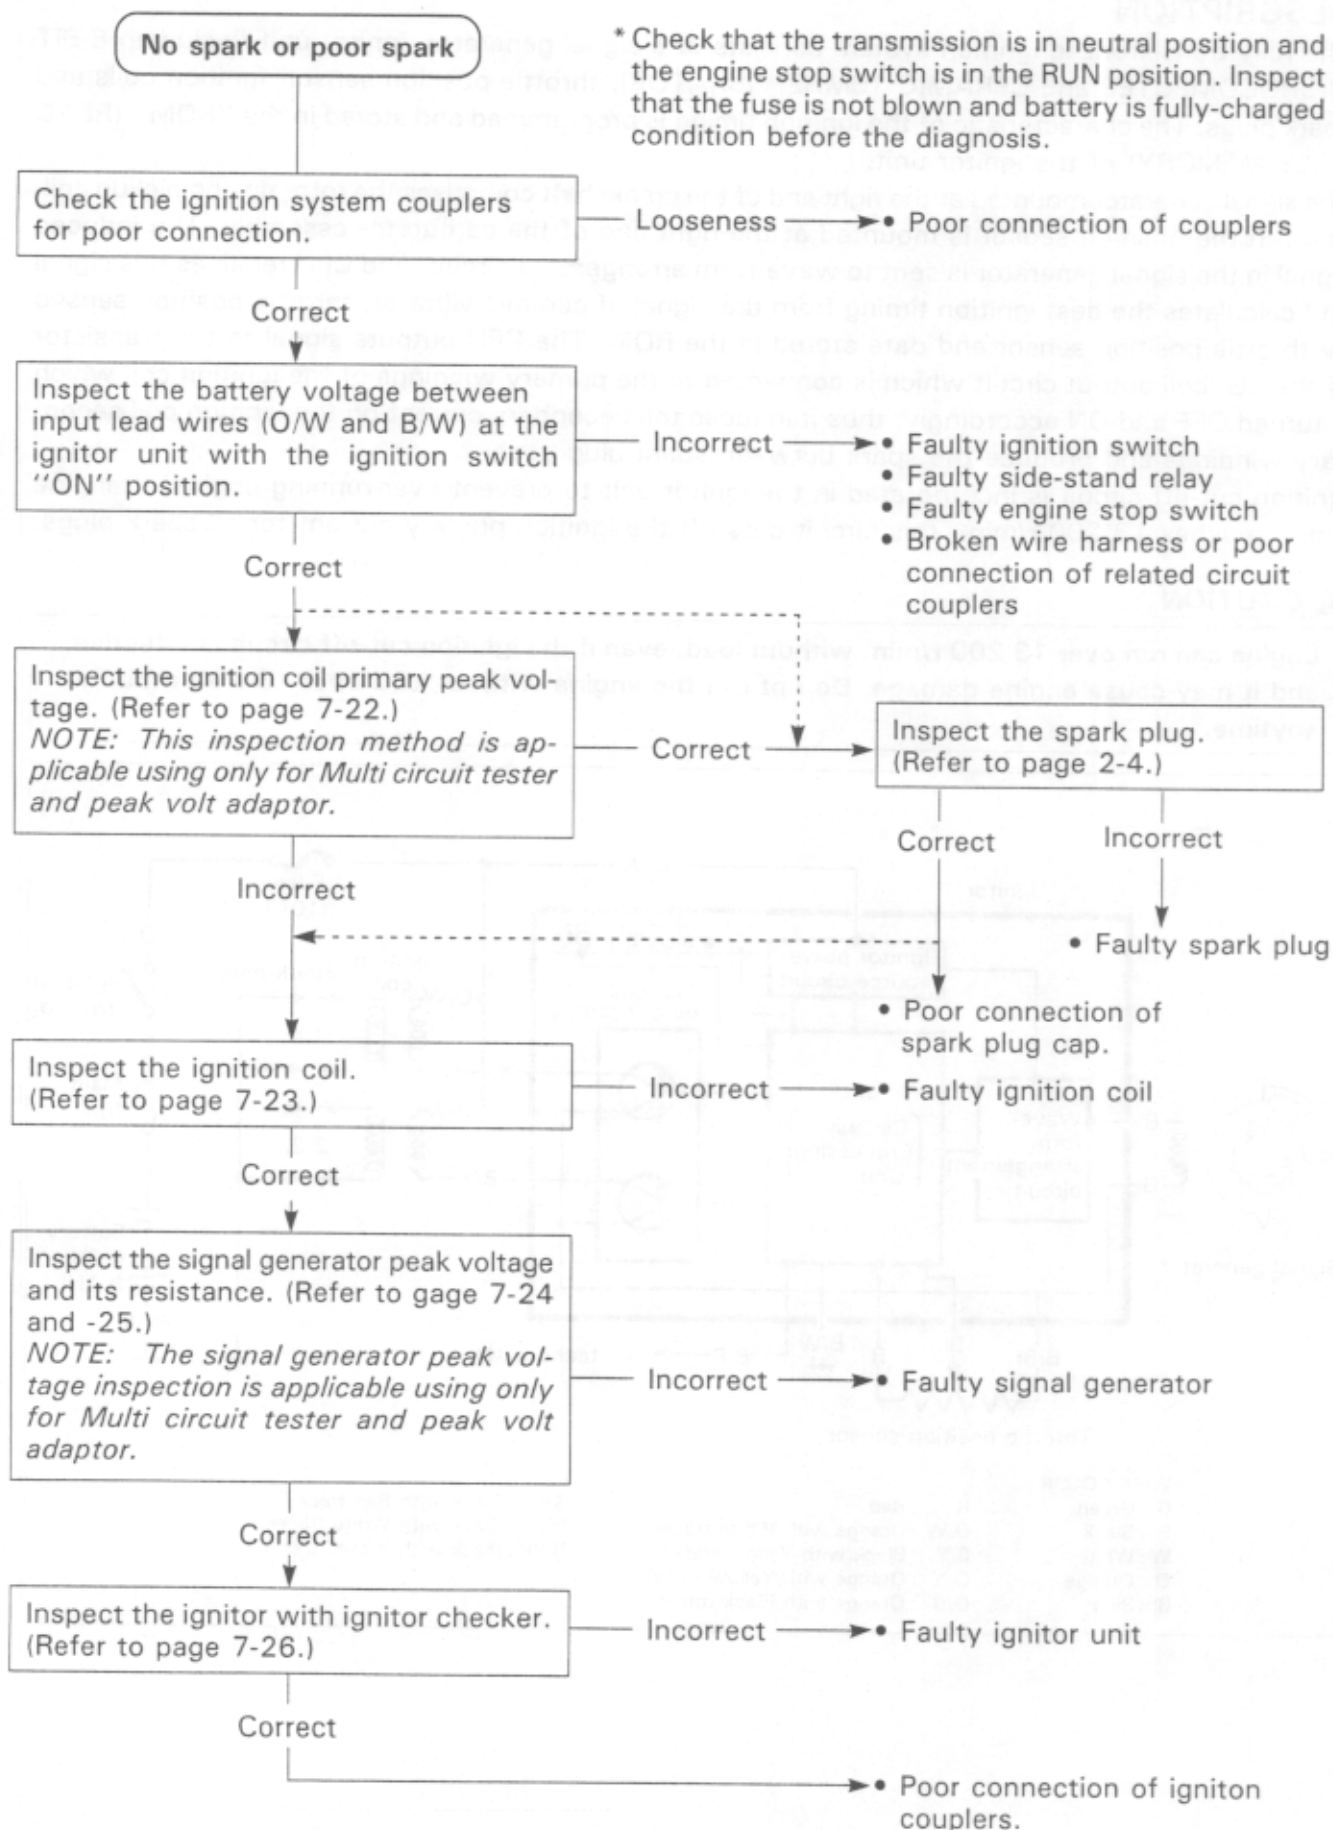 No spark or poor spark
* Check that the transmission is in neutral position and
the engine stop switch is in the RUN position. Inspect
that the fuse is not blown and battery is fully-charged
condition before the diagnosis.
Check the ignition system couplers
for poor connection.
Looseness
• Poor connection of couplers
Correct
Inspect the battery voltage between
input lead wires (O/W and B/W) at the
ignitor unit with the ignition switch
"ON" position.
Incorrect
• Faulty ignition switch
• Faulty side-stand relay
• Faulty engine stop switch
• Broken wire harness or poor
connection of related circuit
couplers
Correct
Inspect the ignition coil primary peak vol-
tage. (Refer to page 7-22.)
NOTE: This inspection method is ap-
plicable using only for Multi circuit tester
and peak volt adaptor.
Correct
Inspect the spark plug.
(Refer to page 2-4.)
Correct
Incorrect
Incorrect
• Faulty spark plug
• Poor connection of
spark plug cap.
Inspect the ignition coil.
(Refer to page 7-23.)
Incorrect
• Faulty ignition coil
Correct
Inspect the signal generator peak voltage
and its resistance. (Refer to gage 7-24
and -25.)
NOTE: The signal generator peak vol-
tage inspection is applicable using only
for Multi circuit tester and peak volt
adaptor.
Incorrect
• Faulty signal generator
Correct
Inspect the ignitor with ignitor checker.
(Refer to page 7-26.)
Incorrect
• Faulty ignitor unit
Correct
• Poor connection of igniton
couplers.